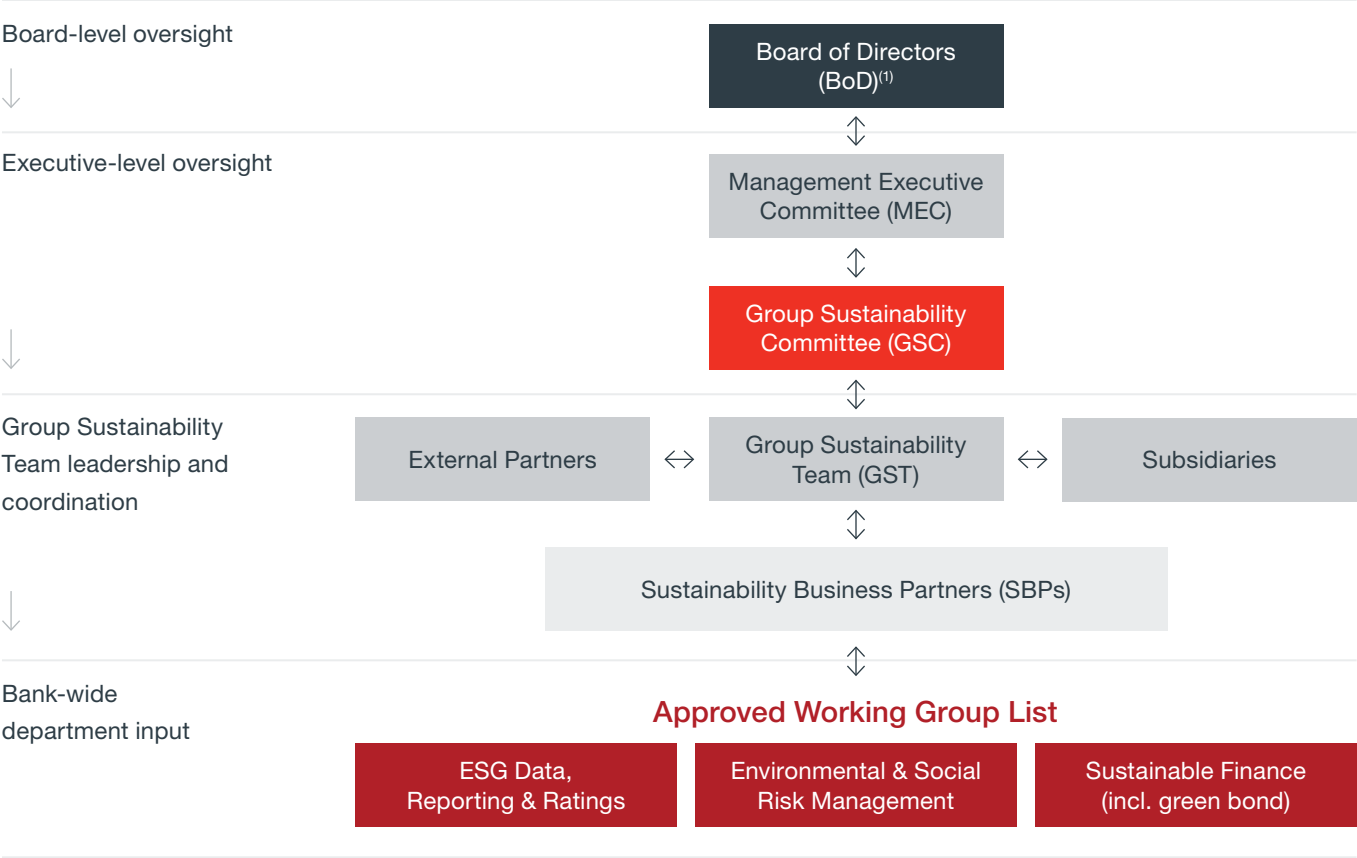 Board-level oversight
Board of Directors
(BoD)(1)
Executive-level oversight
Management Executive
Committee (MEC)
Group Sustainability
Committee (GSC)
Group Sustainability
Team leadership and
coordination
External Partners
Group Sustainability
Team (GST)
Subsidiaries
Sustainability Business Partners (SBPs)
Bank-wide
department input
Approved Working Group List
ESG Data,
Reporting & Ratings
Environmental & Social
Risk Management
Sustainable Finance
(incl. green bond)